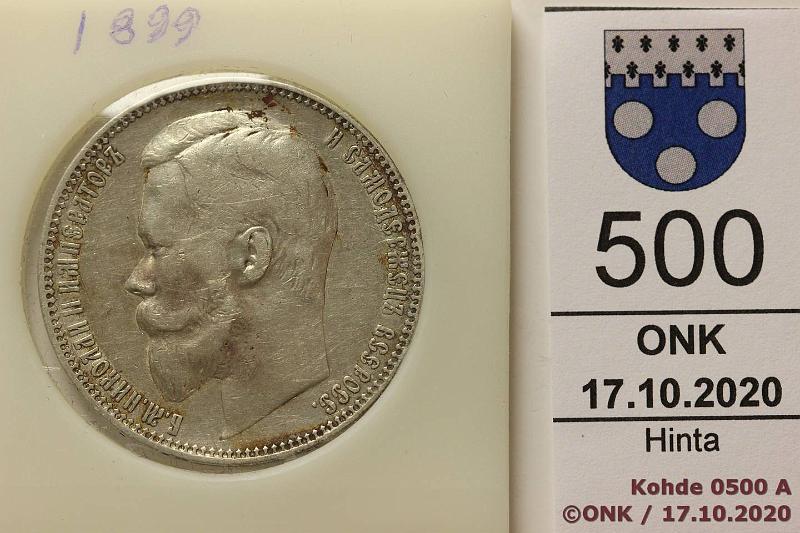 1899
Б.М.НИКОЛАЙ II ИМПЕРАТОРЪ
И САМОДЕРЖЕЦЪ ВСЕРОСС.
500
ONK
17.10.2020
Hinta
Kohde 0500 A
©ONK / 17.10.2020